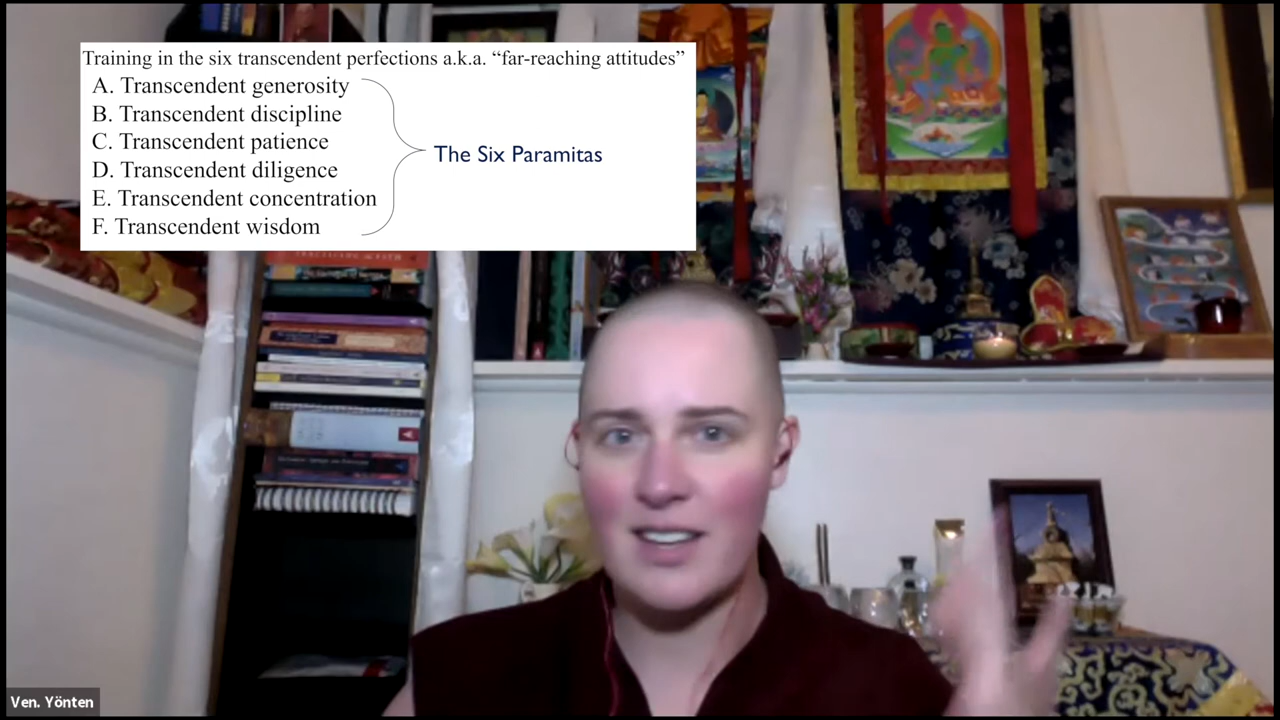 Training in the six transcendent perfections a.k.a. “far-reaching attitudes”
A. Transcendent generosity
B. Transcendent discipline
C. Transcendent patience
D. Transcendent diligence
E. Transcendent concentration
F. Transcendent wisdom
The Six Paramitas
Ven. Yönten